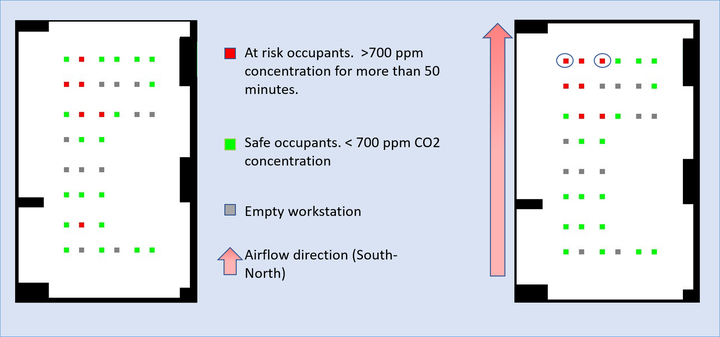 At risk occupants.  >700 ppm
concentration for more than 50
minutes.
Safe occupants. < 700 ppm CO2
concentration
Empty workstation
Airflow direction (South-
North)